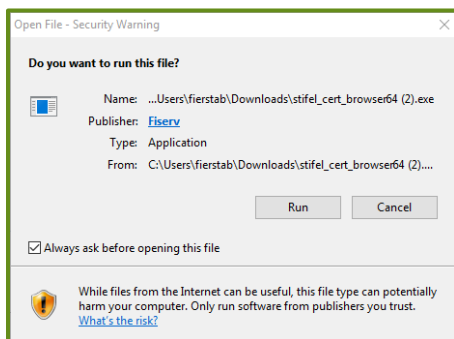 Open File - Security Warning
Do you want to run this file?
Name: ...Users\fierstab\Downloads\stifel_cert_browser64 (2).exe
Publisher: Fiserv
Type: Application
From: C:\Users\fierstab\Downloads\stifel_cert_browser64 (2)....
Run Cancel
Always ask before opening this file
While files from the Internet can be useful, this file type can potentially
harm your computer. Only run software from publishers you trust.
What's the risk?